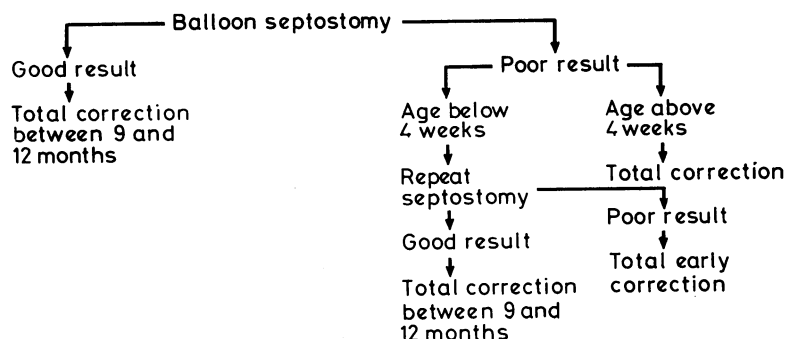 Balloon septostomy
Good result
Total correction
between 9 and
12 months
Poor result
Age below
4 weeks
Repeat
septostomy
Good result
Total correction
between 9 and
12 months
Age above
4 weeks
Total correction
Poor result
Total early
correction